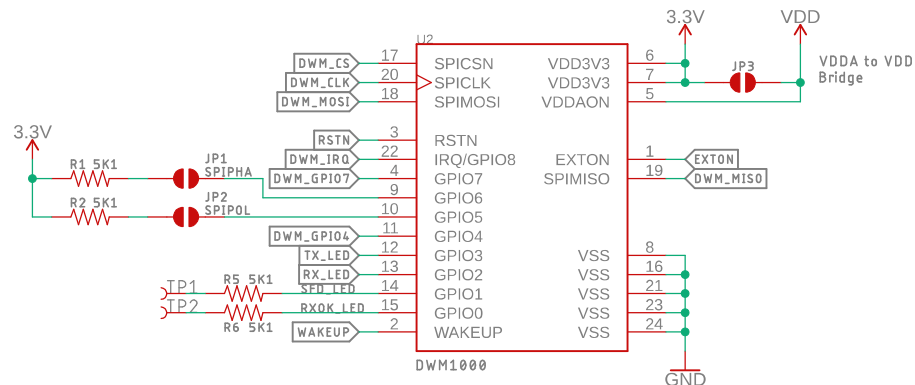 3.3V
VDD
U2
DWM_CS 17 SPICSN VDD3V3 6
DWM_CLK 20 SPICLK VDD3V3 7 JP3
DWM_MOSI 18 SPIMOSI VDDAON 5
VDDA to VDD
Bridge
RSTN 3 RSTN
DWM_IRQ 22 IRQ/GPIO8 EXTON 1 EXTON
DWM_GPIO7 4 GPIO7 SPIMISO 19 DWM_MISO
3.3V
R1 5K1 JP1
SPIPHA 9 GPIO6
R2 5K1 JP2
SPIPOL 10 GPIO5
DWM_GPIO4 11 GPIO4
TX_LED 12 GPIO3 VSS 8
RX_LED 13 GPIO2 VSS 16
TP1 R5 5K1 SFD_LED 14 GPIO1 VSS 21
TP2 R6 5K1 RXOK_LED 15 GPIO0 VSS 23
WAKEUP 2 WAKEUP VSS 24
DWM1000
GND